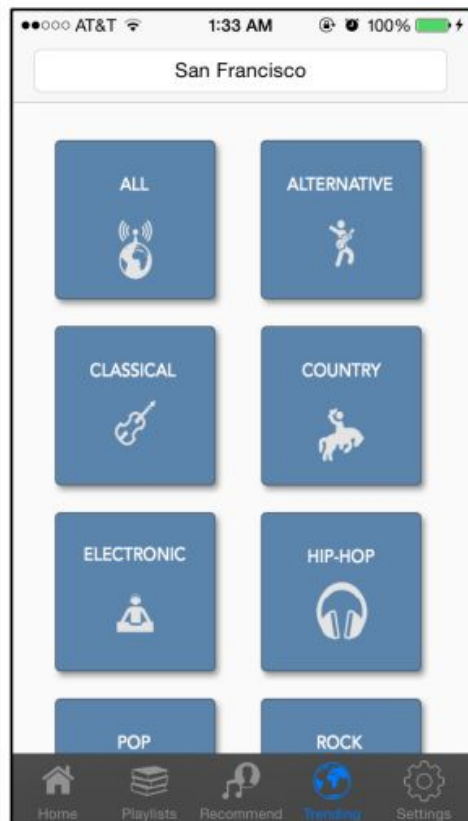 AT&T 1:33 AM 100%
San Francisco
ALL ALTERNATIVE
CLASSICAL COUNTRY
ELECTRONIC HIP-HOP
POP ROCK
Home Playlists Recommend Trending Settings